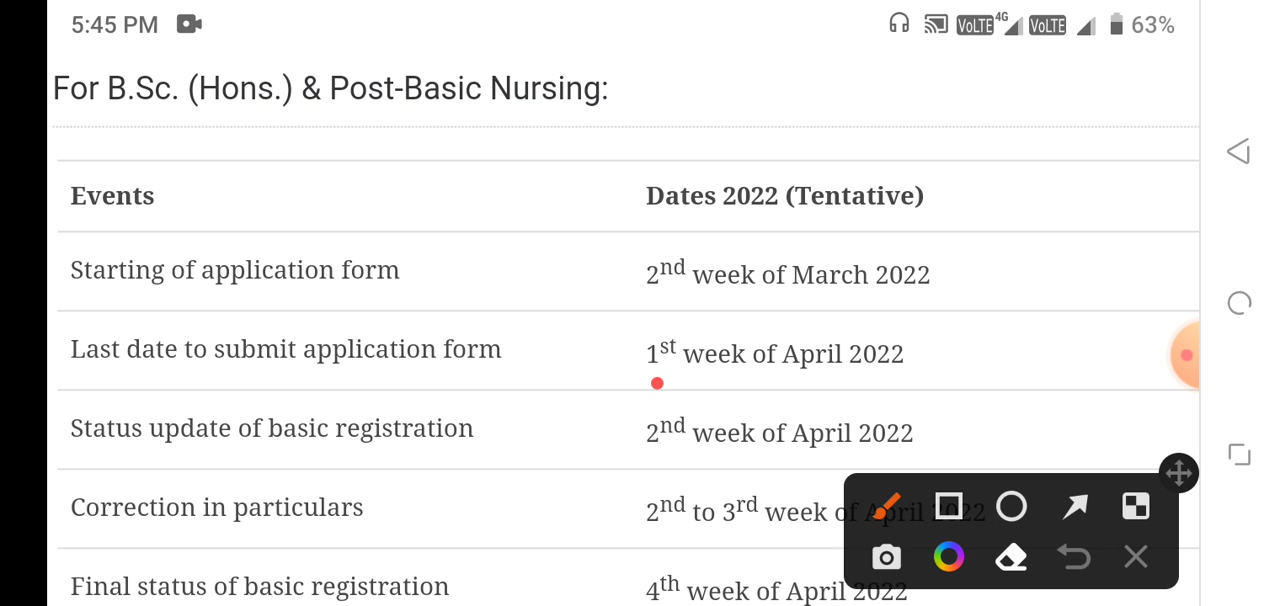 5:45 PM
VoLTE 4G VoLTE 63%
For B.Sc. (Hons.) & Post-Basic Nursing:
Events Dates 2022 (Tentative)
Starting of application form 2nd week of March 2022
Last date to submit application form 1st week of April 2022
Status update of basic registration 2nd week of April 2022
Correction in particulars 2nd to 3rd week of April 2022
Final status of basic registration 4th week of April 2022